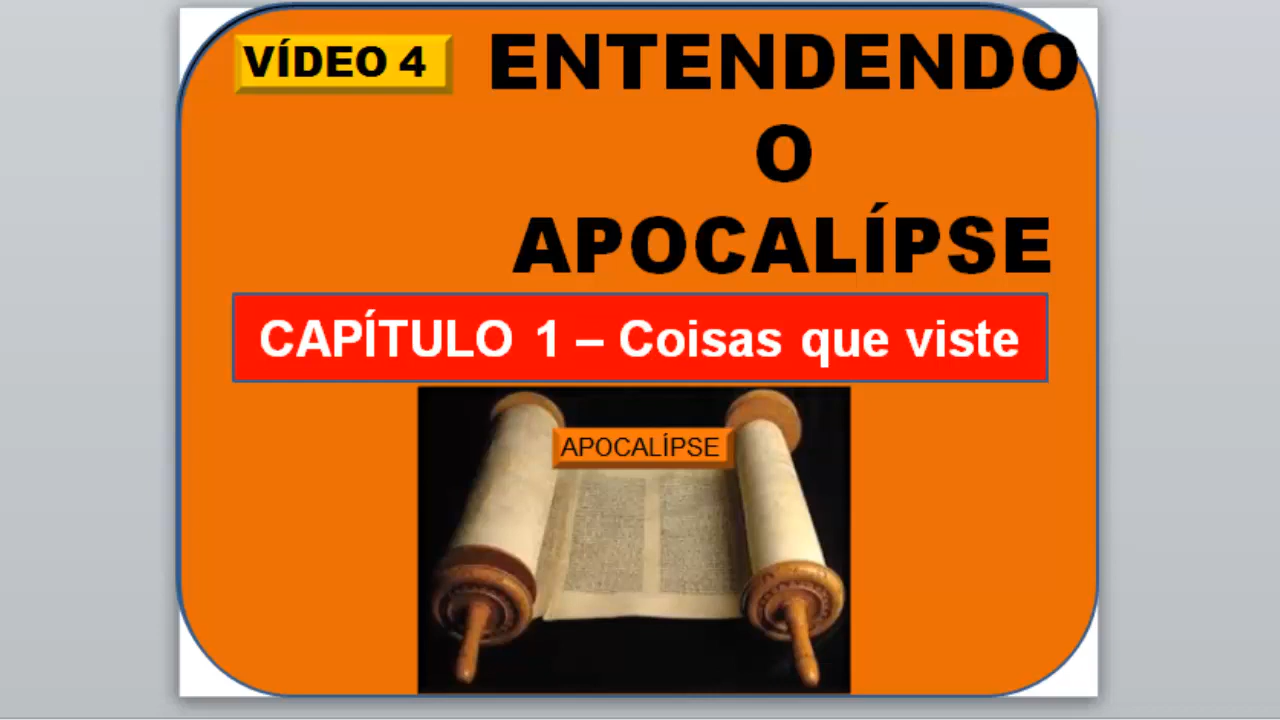 VÍDEO 4
ENTENDENDO
O
APOCALÍPSE
CAPÍTULO 1 – Coisas que viste
APOCALÍPSE